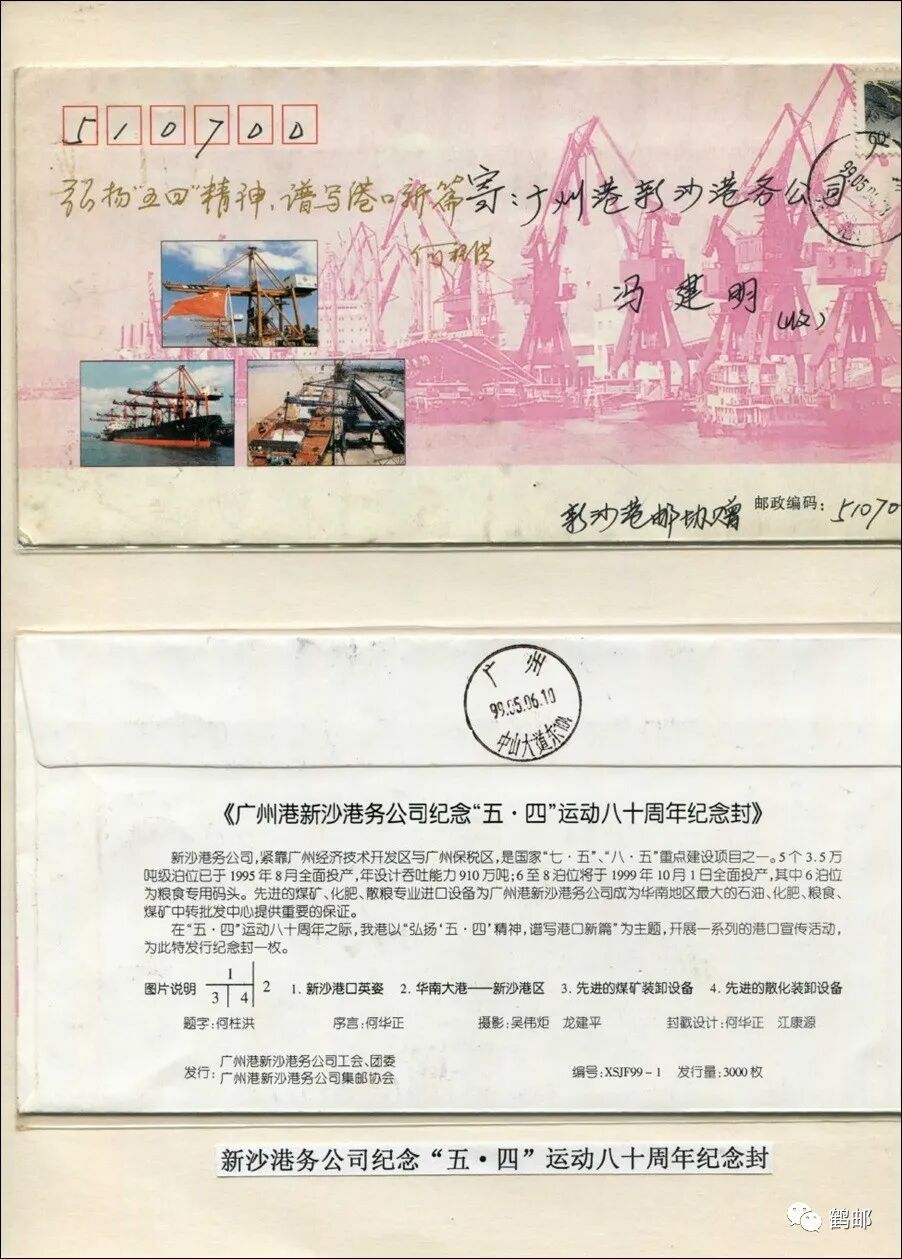 510700
弘扬“五四”精神，谱写港口新篇
何柱洪
60
寄：广州港新沙港务公司
99.05.04
冯建明
(收)
新沙港邮协赠
邮政编码：51070
广州
99.05.06.10
中山大道东
《广州港新沙港务公司纪念“五·四”运动八十周年纪念封》
新沙港务公司，紧靠广州经济技术开发区与广州保税区，是国家“七·五”、“八·五”重点建设项目之一。5个3.5万
吨级泊位已于1995年8月全面投产，年设计吞吐能力910万吨；6至8泊位将于1999年10月1日全面投产，其中6泊位
为粮食专用码头。先进的煤矿、化肥、散粮专业进口设备为广州港新沙港务公司成为华南地区最大的石油、化肥、粮食、
煤矿中转批发中心提供重要的保证。
在“五·四”运动八十周年之际，我港以“弘扬‘五·四’精神，谱写港口新篇”为主题，开展一系列的港口宣传活动，
为此特发行纪念封一枚。
图片说明 1 2 3 4 1. 新沙港口英姿 2. 华南大港——新沙港区 3. 先进的煤矿装卸设备 4. 先进的散化装卸设备
题字：何柱洪 序言：何华正 摄影：吴伟炬 龙建平 封戳设计：何华正 江康源
发行：广州港新沙港务公司工会、团委
广州港新沙港务公司集邮协会
编号：XSJF99-1 发行量：3000枚
新沙港务公司纪念“五·四”运动八十周年纪念封
鹤邮